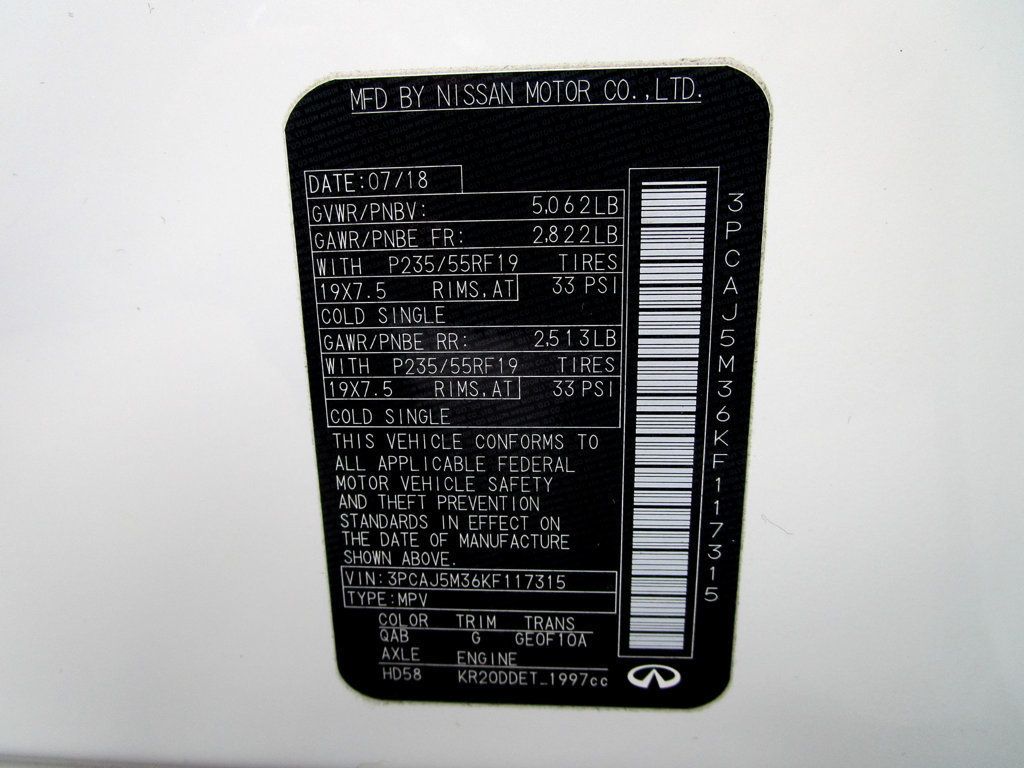 MFD BY NISSAN MOTOR CO.,LTD.
DATE:07/18
GVWR/PNBV: 5,062LB
GAWR/PNBE FR: 2,822LB
WITH P235/55RF19 TIRES
19X7.5 RIMS,AT 33 PSI
COLD SINGLE
GAWR/PNBE RR: 2,513LB
WITH P235/55RF19 TIRES
19X7.5 RIMS,AT 33 PSI
COLD SINGLE
THIS VEHICLE CONFORMS TO
ALL APPLICABLE FEDERAL
MOTOR VEHICLE SAFETY
AND THEFT PREVENTION
STANDARDS IN EFFECT ON
THE DATE OF MANUFACTURE
SHOWN ABOVE.
VIN:3PCAJ5M36KF117315
TYPE:MPV
COLOR TRIM TRANS
QAB G GE0F10A
AXLE ENGINE
HD58 KR20DDET_1997cc
3PCAJ5M36KF117315